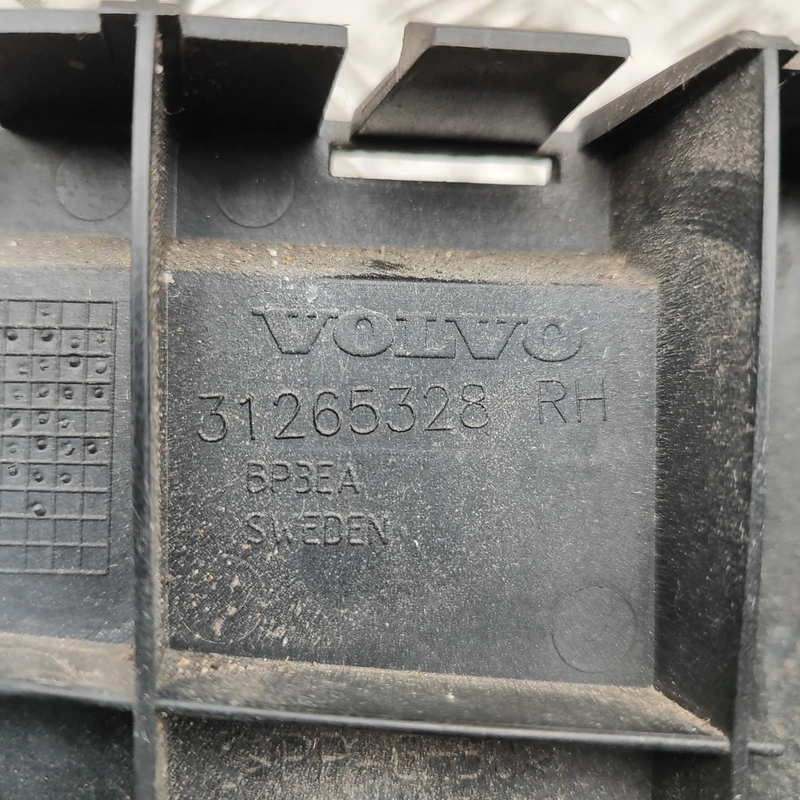 VOLVO
31265328 RH
BP3EA
SWEDEN